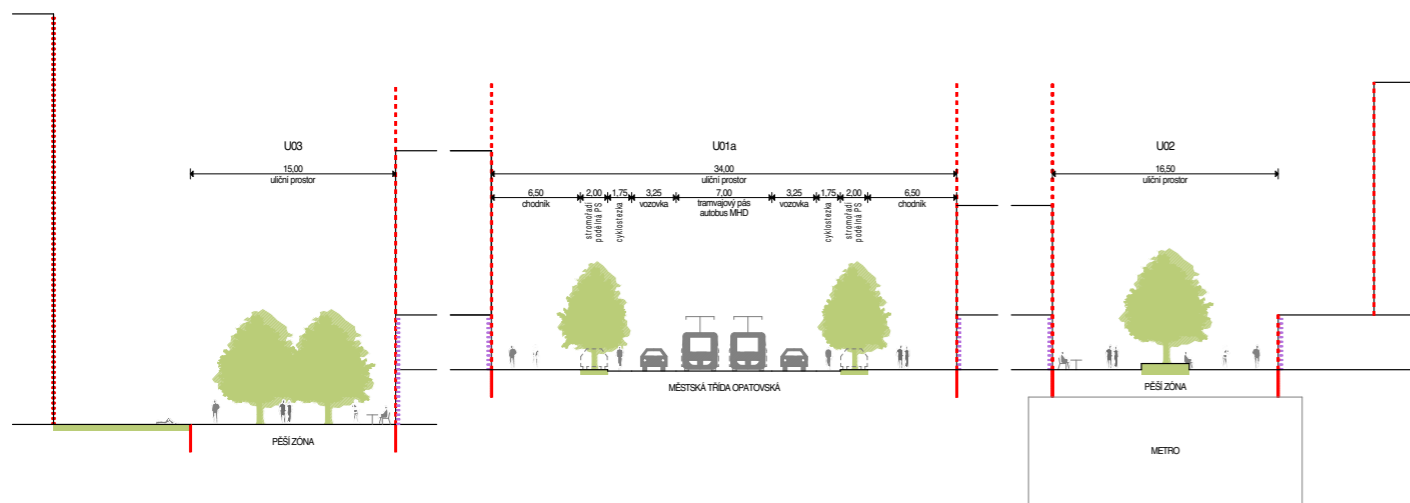 U03
15,00
uliční prostor
PĚŠÍ ZÓNA
U01a
34,00
uliční prostor
6,50
chodník
2,00
stromořadí
podélná PS
1,75
cyklostezka
3,25
vozovka
7,00
tramvajový pás
autobus MHD
3,25
vozovka
1,75
cyklostezka
2,00
stromořadí
podélná PS
6,50
chodník
MĚSTSKÁ TŘÍDA OPATOVSKÁ
U02
16,50
uliční prostor
PĚŠÍ ZÓNA
METRO